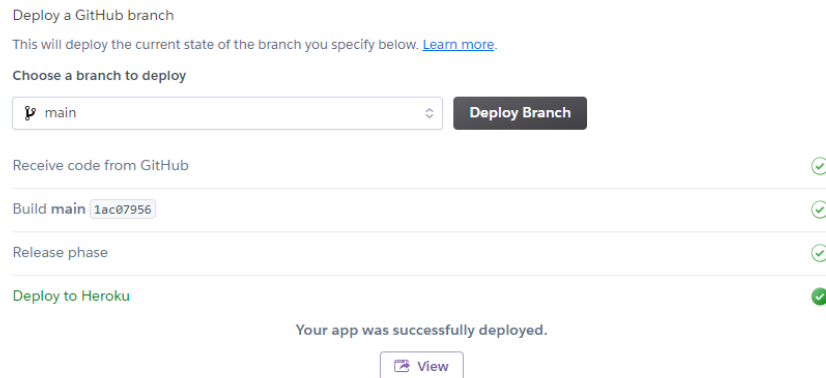 Deploy a GitHub branch
This will deploy the current state of the branch you specify below. Learn more.
Choose a branch to deploy
main
Deploy Branch
Receive code from GitHub
Build main 1ac07956
Release phase
Deploy to Heroku
Your app was successfully deployed.
View